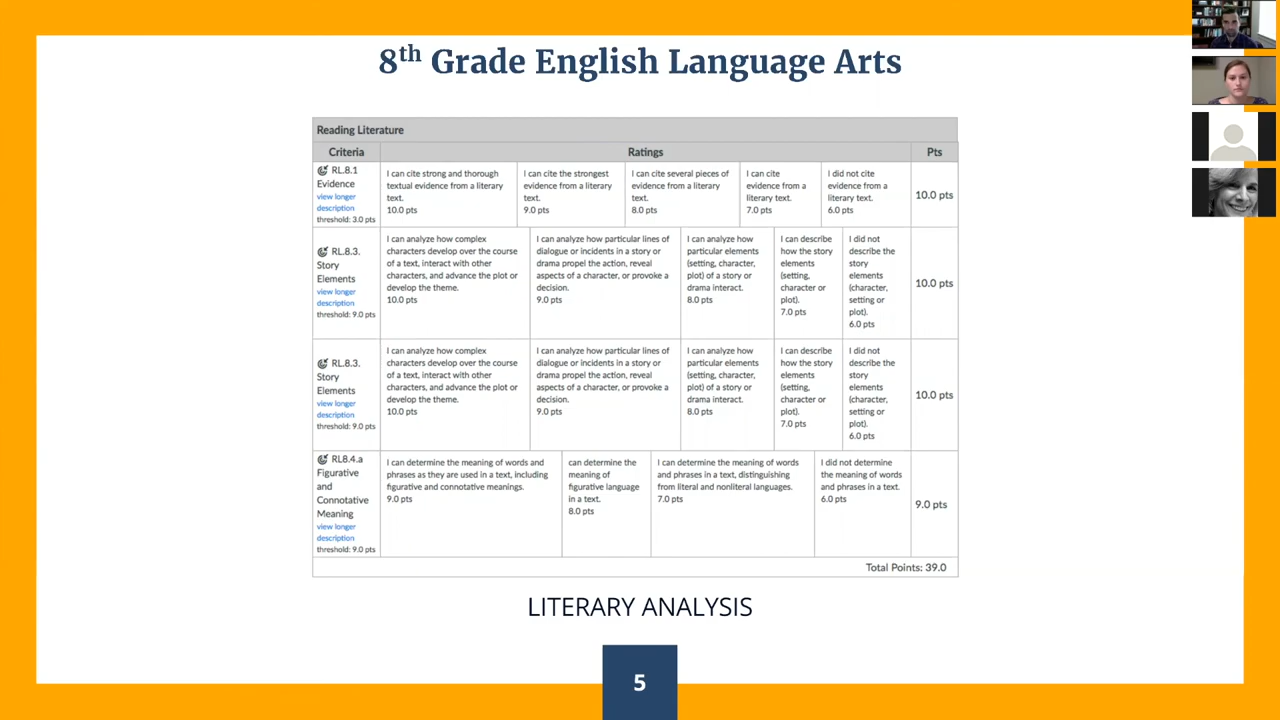 8th Grade English Language Arts
Reading Literature
Criteria
Ratings
Pts
RL.8.1
Evidence
view longer
description
threshold: 3.0 pts
I can cite strong and thorough
textual evidence from a literary
text.
10.0 pts
I can cite the strongest
evidence from a literary
text.
9.0 pts
I can cite several pieces of
evidence from a literary
text.
8.0 pts
I can cite
evidence from a
literary text.
7.0 pts
I did not cite
evidence from a
literary text.
6.0 pts
10.0 pts
RL.8.3.
Story
Elements
view longer
description
threshold: 9.0 pts
I can analyze how complex
characters develop over the course
of a text, interact with other
characters, and advance the plot or
develop the theme.
10.0 pts
I can analyze how particular lines of
dialogue or incidents in a story or
drama propel the action, reveal
aspects of a character, or provoke a
decision.
9.0 pts
I can analyze how
particular elements
(setting, character,
plot) of a story or
drama interact.
8.0 pts
I can describe
how the story
elements
(setting,
character or
plot).
7.0 pts
I did not
describe the
story
elements
(character,
setting or
plot).
6.0 pts
10.0 pts
RL.8.3.
Story
Elements
view longer
description
threshold: 9.0 pts
I can analyze how complex
characters develop over the course
of a text, interact with other
characters, and advance the plot or
develop the theme.
10.0 pts
I can analyze how particular lines of
dialogue or incidents in a story or
drama propel the action, reveal
aspects of a character, or provoke a
decision.
9.0 pts
I can analyze how
particular elements
(setting, character,
plot) of a story or
drama interact.
8.0 pts
I can describe
how the story
elements
(setting,
character or
plot).
7.0 pts
I did not
describe the
story
elements
(character,
setting or
plot).
6.0 pts
10.0 pts
RL8.4.a
Figurative
and
Connotative
Meaning
view longer
description
threshold: 9.0 pts
I can determine the meaning of words and
phrases as they are used in a text, including
figurative and connotative meanings.
9.0 pts
can determine the
meaning of
figurative language
in a text.
8.0 pts
I can determine the meaning of words
and phrases in a text, distinguishing
from literal and nonliteral languages.
7.0 pts
I did not determine
the meaning of words
and phrases in a text.
6.0 pts
9.0 pts
Total Points: 39.0
LITERARY ANALYSIS
5